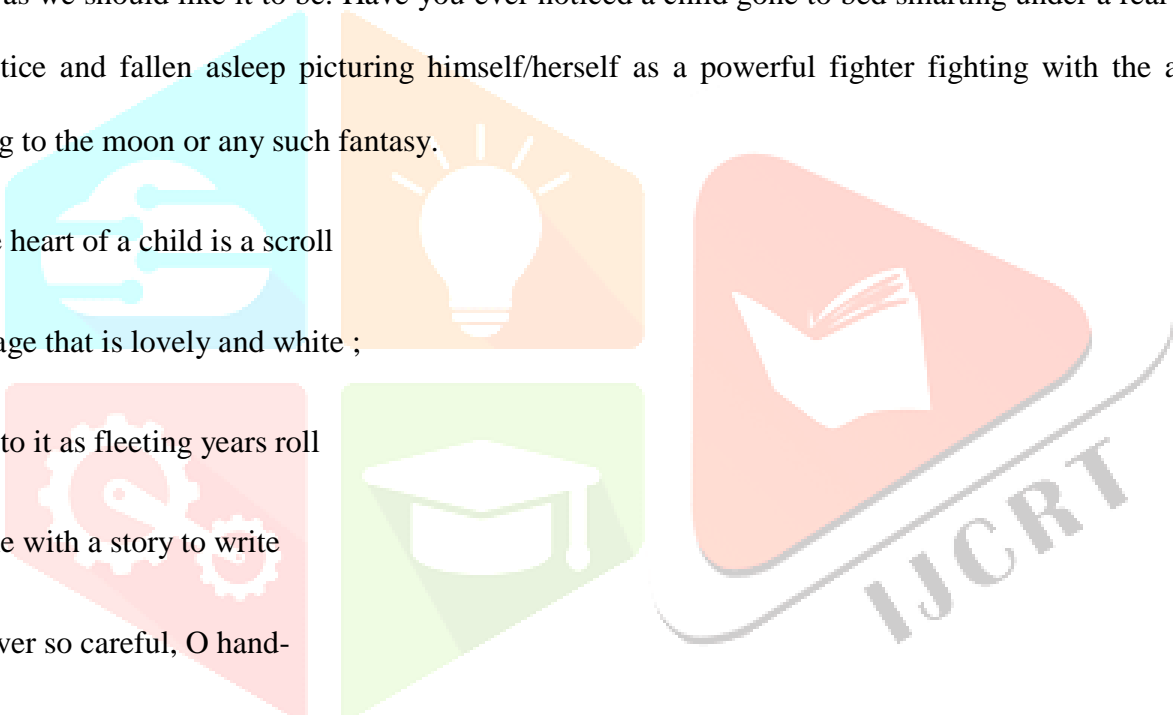 as we should like it to be. Have you ever noticed a child gone to bed smarting under a real
tice and fallen asleep picturing himself/herself as a powerful fighter fighting with the a
g to the moon or any such fantasy.
e heart of a child is a scroll
age that is lovely and white ;
to it as fleeting years roll
e with a story to write
ver so careful, O hand-
IJCRT